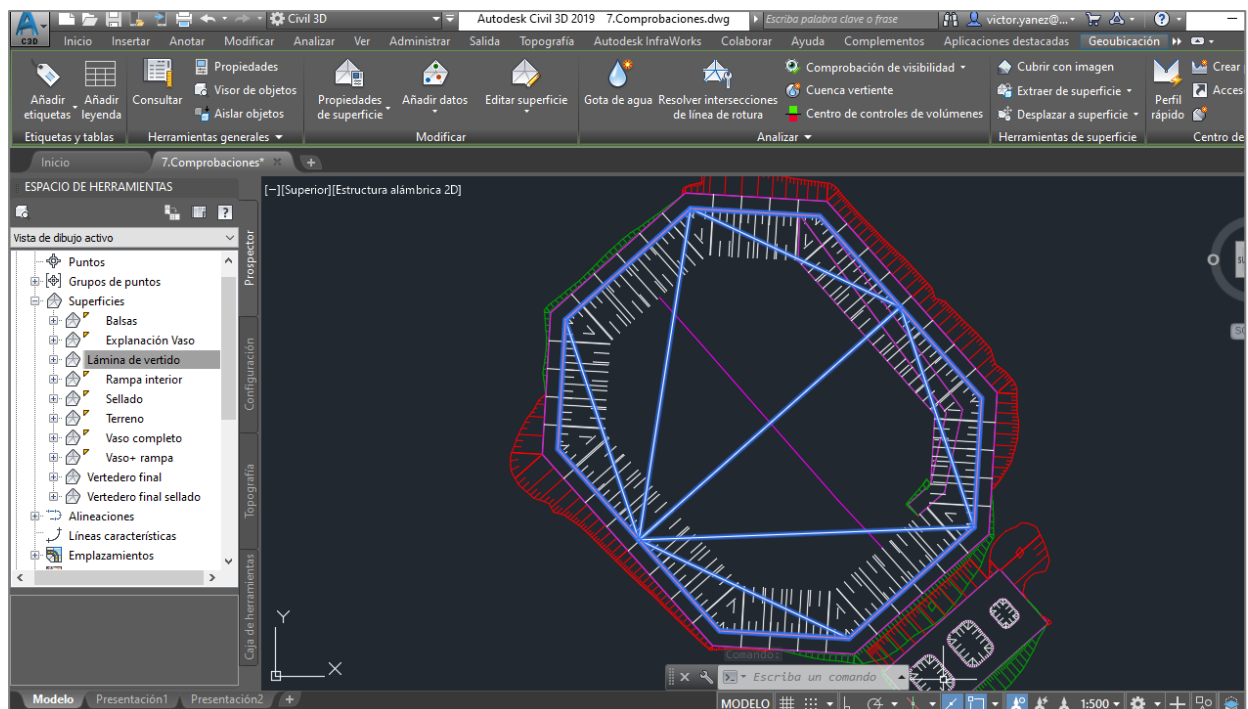 C3D
Civil 3D
Autodesk Civil 3D 2019 7.Comprobaciones.dwg
Escriba palabra clave o frase
victor.yanez@...
Inicio Insertar Anotar Modificar Analizar Ver Administrar Salida Topografía Autodesk InfraWorks Colaborar Ayuda Complementos Aplicaciones destacadas Geoubicación
Añadir etiquetas
Añadir leyenda
Consultar
Propiedades
Visor de objetos
Aislar objetos
Propiedades de superficie
Añadir datos
Editar superficie
Gota de agua
Resolver intersecciones de línea de rotura
Comprobación de visibilidad
Cuenca vertiente
Centro de controles de volúmenes
Cubrir con imagen
Extraer de superficie
Desplazar a superficie
Perfil rápido
Crear
Acces
Etiquetas y tablas
Herramientas generales
Modificar
Analizar
Herramientas de superficie
Centro de
Inicio
7.Comprobaciones*
ESPACIO DE HERRAMIENTAS
Vista de dibujo activo
Puntos
Grupos de puntos
Superficies
Balsas
Explanación Vaso
Lámina de vertido
Rampa interior
Sellado
Terreno
Vaso completo
Vaso+ rampa
Vertedero final
Vertedero final sellado
Alineaciones
Líneas características
Emplazamientos
Prospector
Configuración
Topografía
Caja de herramientas
[−][Superior][Estructura alámbrica 2D]
Y
X
Comando:
Escriba un comando
Modelo
Presentación1
Presentación2
MODELO
1:500